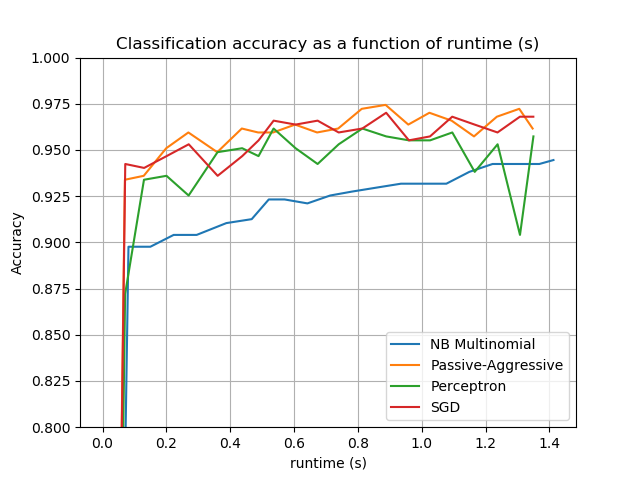 Classification accuracy as a function of runtime (s)
1.000
0.975
0.950
0.925
0.900
0.875
0.850
0.825
0.800
Accuracy
NB Multinomial
Passive-Aggressive
Perceptron
SGD
0.0 0.2 0.4 0.6 0.8 1.0 1.2 1.4
runtime (s)